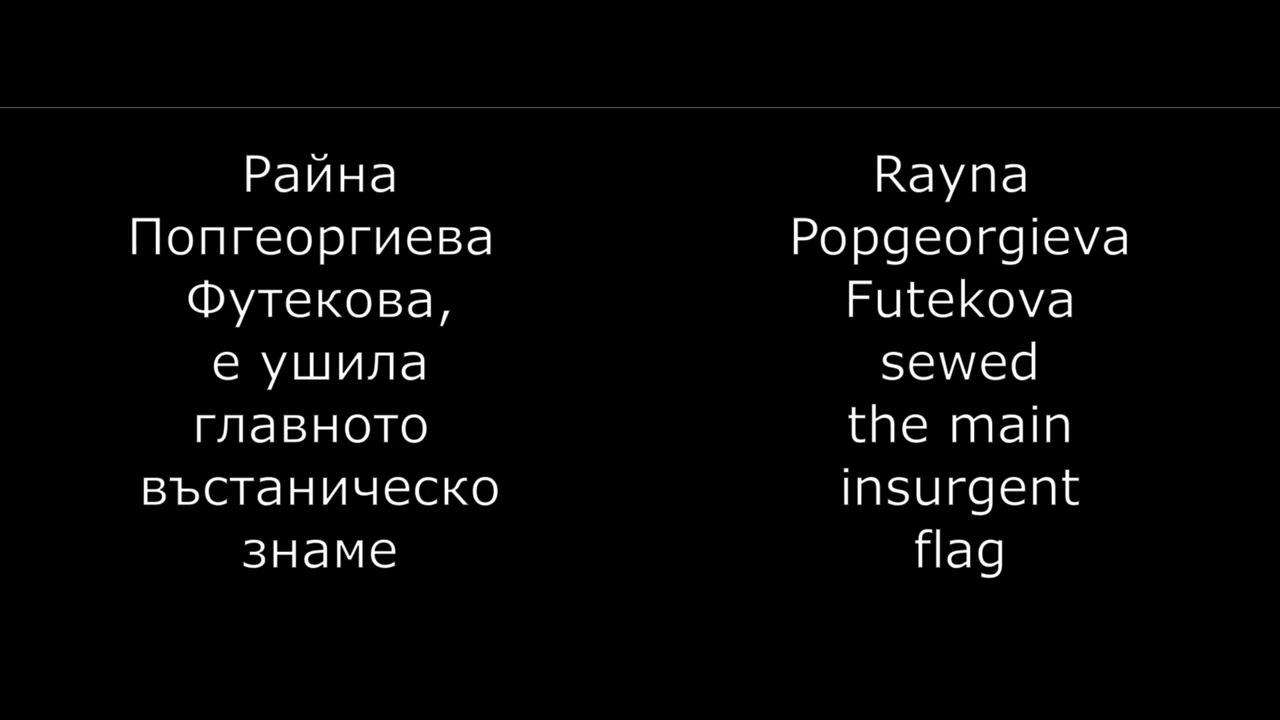 Райна
Попгеоргиева
Футекова,
е ушила
главното
въстаническо
знаме
Rayna
Popgeorgieva
Futekova
sewed
the main
insurgent
flag